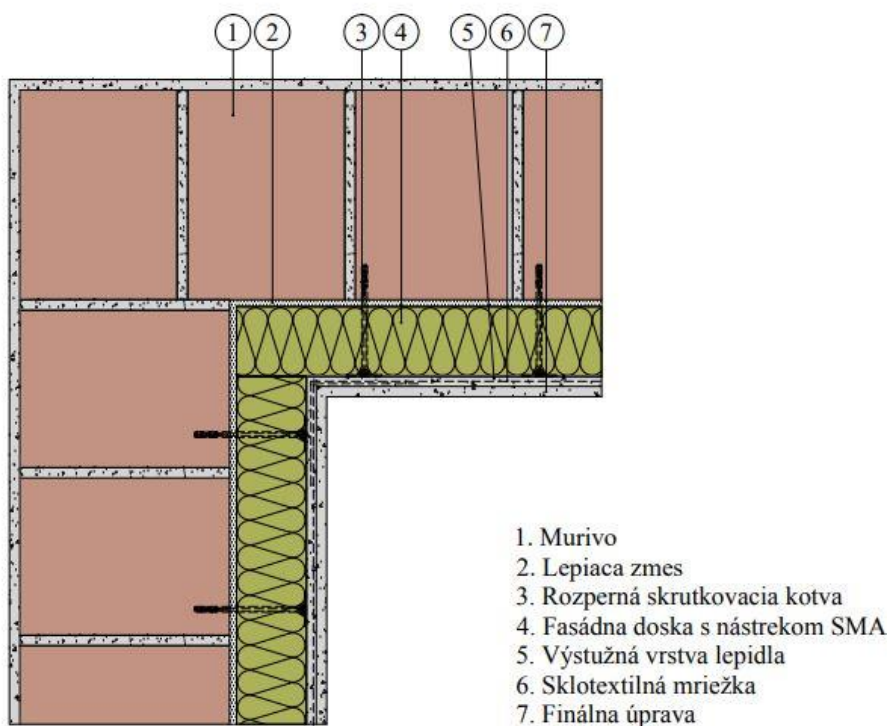 1 2 3 4 5 6 7
1. Murivo
2. Lepiaca zmes
3. Rozperná skrutkovacia kotva
4. Fasádna doska s nástrekom SMA
5. Výstužná vrstva lepidla
6. Sklotextilná mriežka
7. Finálna úprava